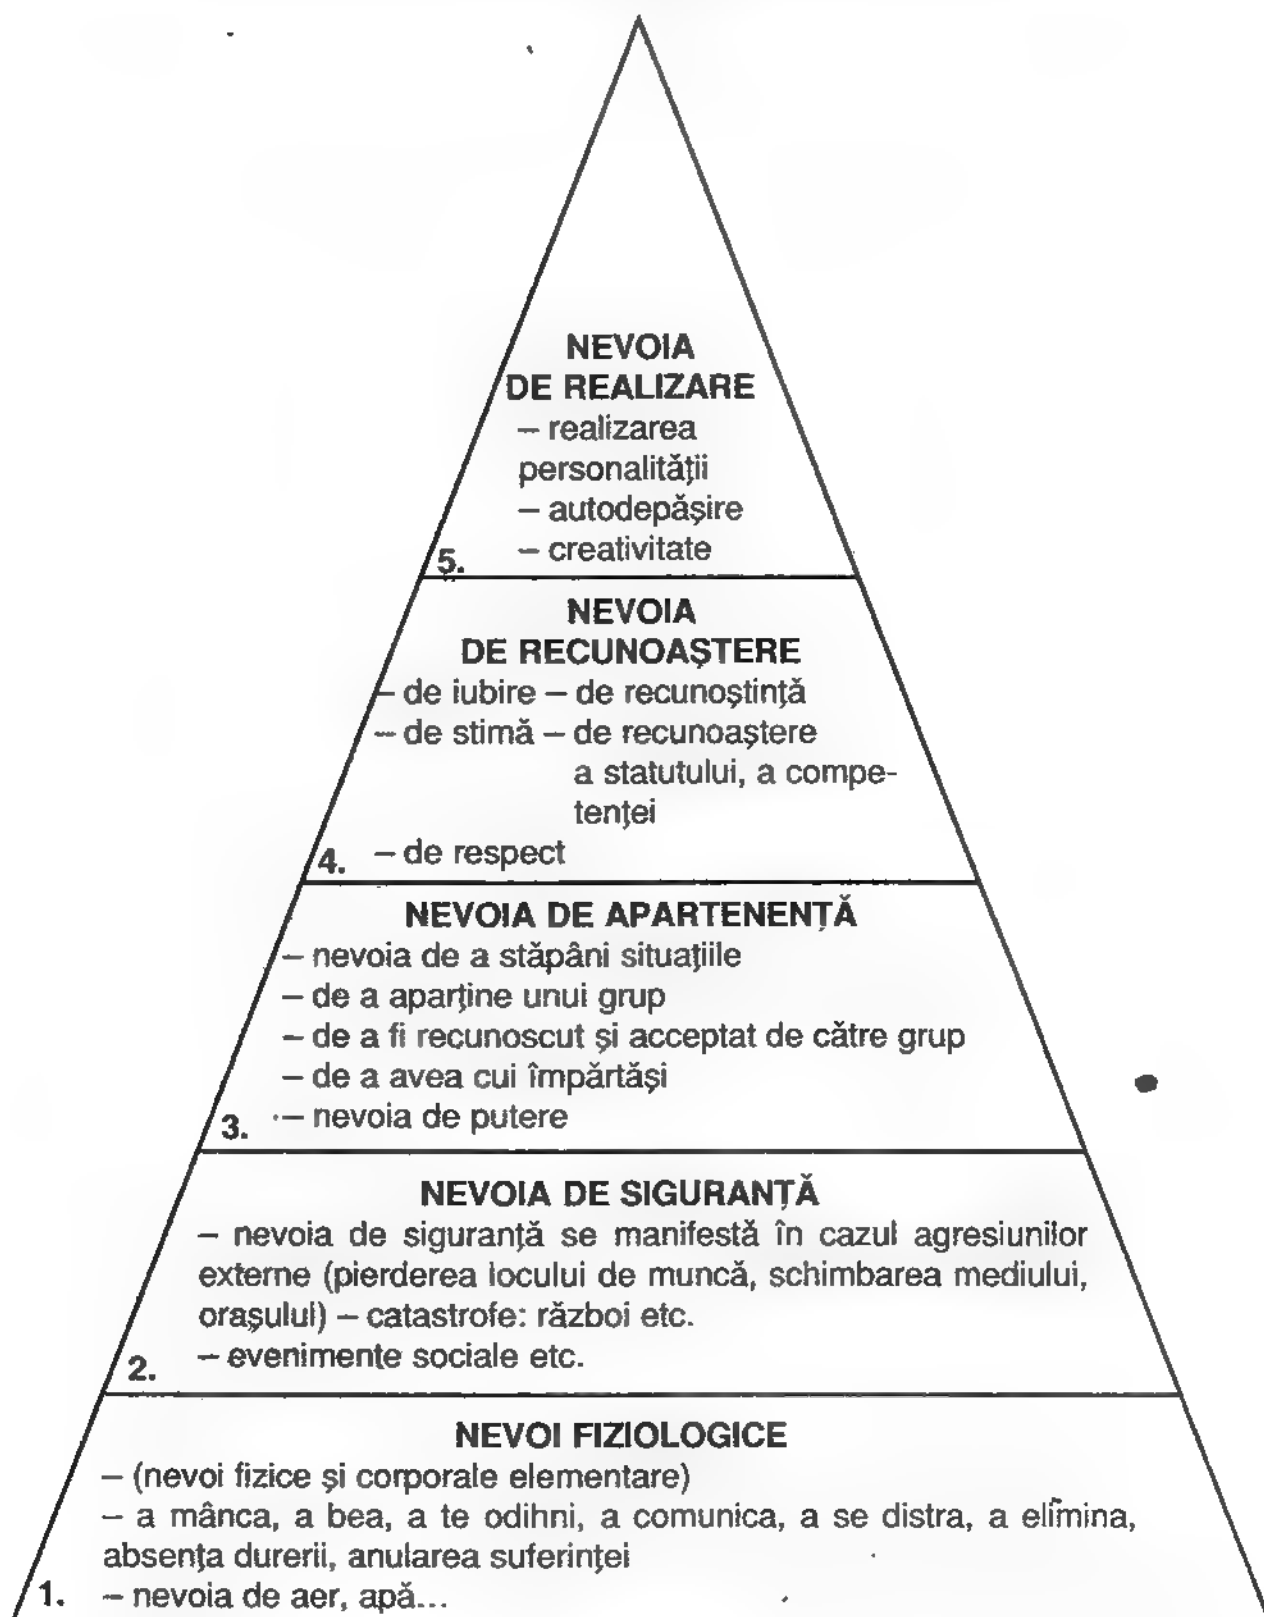 NEVOIA
DE REALIZARE
– realizarea
personalității
– autodepășire
– creativitate
5.
NEVOIA
DE RECUNOAȘTERE
– de iubire – de recunoștință
– de stimă – de recunoaștere
a statutului, a compe-
tenței
4. – de respect
NEVOIA DE APARTENENȚĂ
– nevoia de a stăpâni situațiile
– de a aparține unui grup
– de a fi recunoscut și acceptat de către grup
– de a avea cui împărtăși
3. – nevoia de putere
NEVOIA DE SIGURANȚĂ
– nevoia de siguranță se manifestă în cazul agresiunilor
externe (pierderea locului de muncă, schimbarea mediului,
orașului) – catastrofe: război etc.
2. – evenimente sociale etc.
NEVOI FIZIOLOGICE
– (nevoi fizice și corporale elementare)
– a mânca, a bea, a te odihni, a comunica, a se distra, a elimina,
absența durerii, anularea suferinței
1. – nevoia de aer, apă...